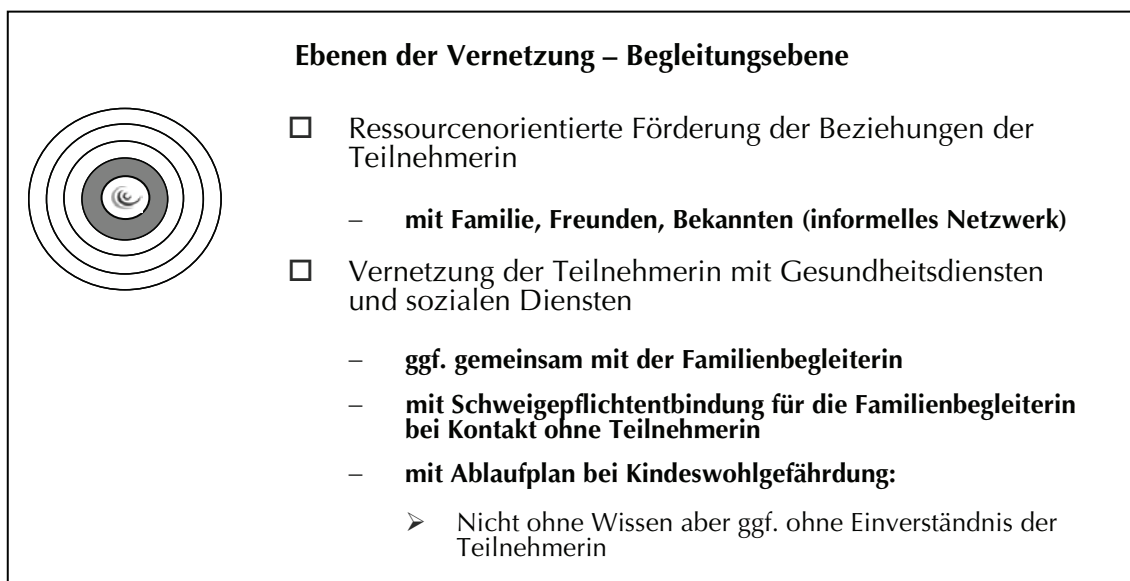 Ebenen der Vernetzung – Begleitungsebene
Ressourcenorientierte Förderung der Beziehungen der
Teilnehmerin
– mit Familie, Freunden, Bekannten (informelles Netzwerk)
Vernetzung der Teilnehmerin mit Gesundheitsdiensten
und sozialen Diensten
– ggf. gemeinsam mit der Familienbegleiterin
– mit Schweigepflichtentbindung für die Familienbegleiterin
bei Kontakt ohne Teilnehmerin
– mit Ablaufplan bei Kindeswohlgefährdung:
Nicht ohne Wissen aber ggf. ohne Einverständnis der
Teilnehmerin